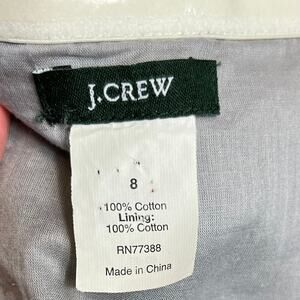 J.CREW
8
100% Cotton
Lining:
100% Cotton
RN77388
Made in China